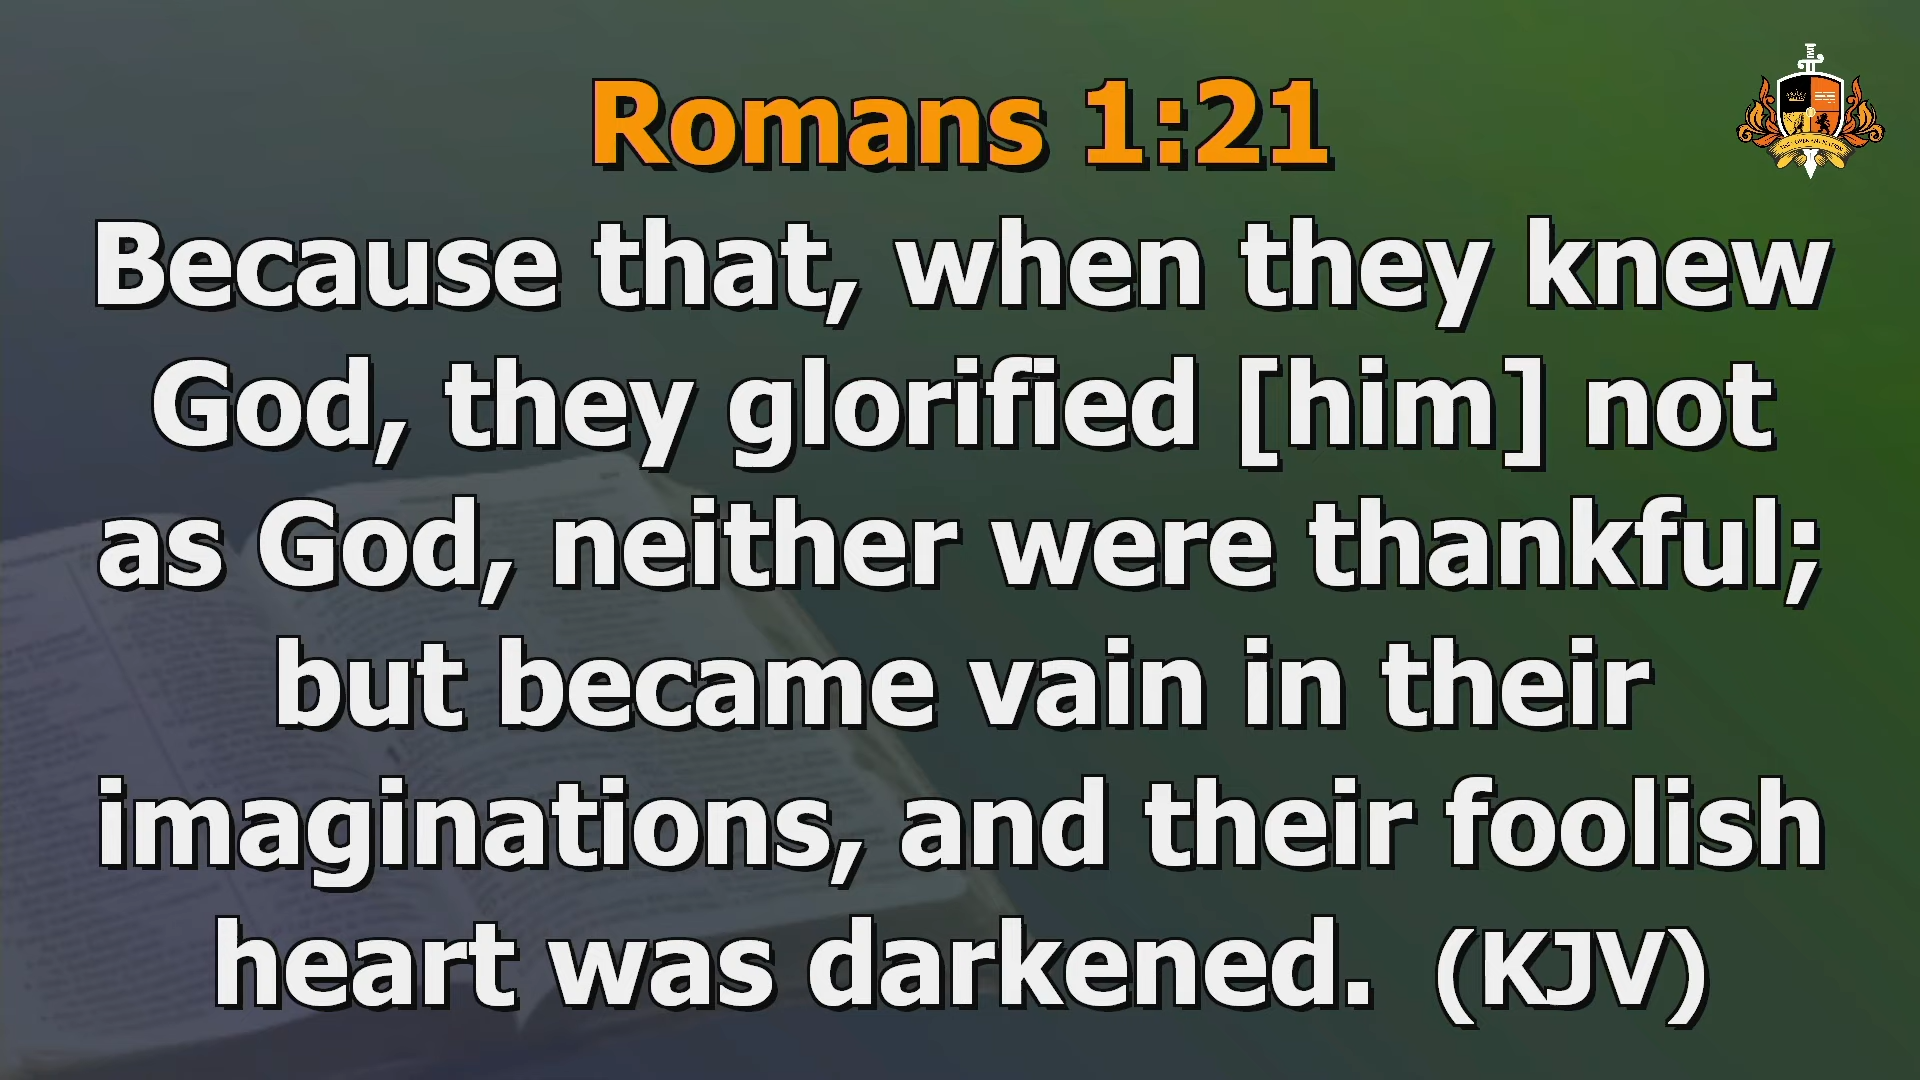 Romans 1:21
Because that, when they knew
God, they glorified [him] not
as God, neither were thankful;
but became vain in their
imaginations, and their foolish
heart was darkened.  (KJV)